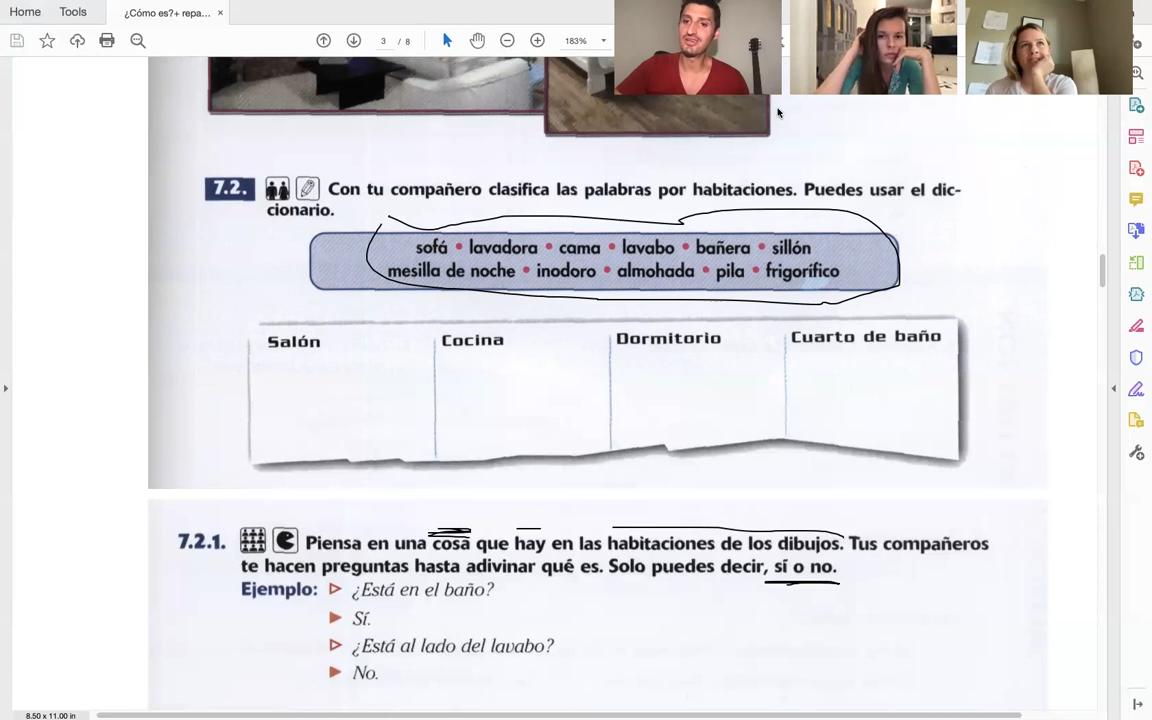 Home Tools ¿Cómo es?+ repa... ×
3 / 8 183%
7.2. Con tu compañero clasifica las palabras por habitaciones. Puedes usar el dic-
cionario.
sofá • lavadora • cama • lavabo • bañera • sillón
mesilla de noche • inodoro • almohada • pila • frigorífico
Salón Cocina Dormitorio Cuarto de baño
7.2.1. Piensa en una cosa que hay en las habitaciones de los dibujos. Tus compañeros
te hacen preguntas hasta adivinar qué es. Solo puedes decir, sí o no.
Ejemplo: ▷ ¿Está en el baño?
▶ Sí.
▷ ¿Está al lado del lavabo?
▶ No.
8.50 x 11.00 in